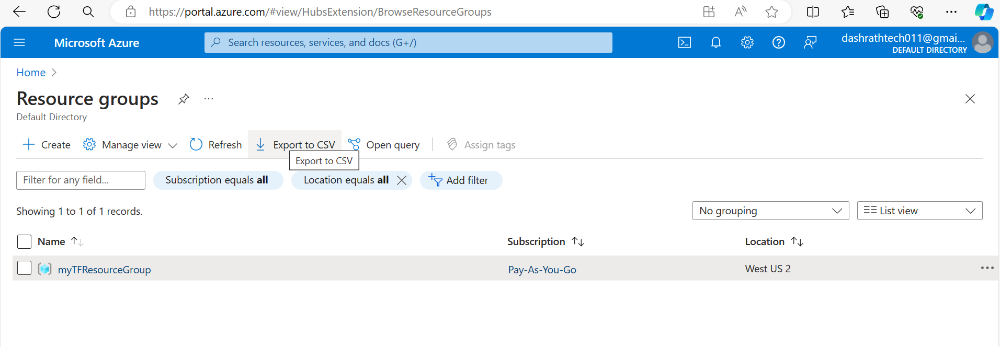 https://portal.azure.com/#view/HubsExtension/BrowseResourceGroups
Microsoft Azure
Search resources, services, and docs (G+/)
dashrathtech011@gmai...
DEFAULT DIRECTORY
Home
Resource groups
Default Directory
Create
Manage view
Refresh
Export to CSV
Open query
Assign tags
Export to CSV
Filter for any field...
Subscription equals all
Location equals all
Add filter
Showing 1 to 1 of 1 records.
No grouping
List view
Name
Subscription
Location
myTFResourceGroup
Pay-As-You-Go
West US 2